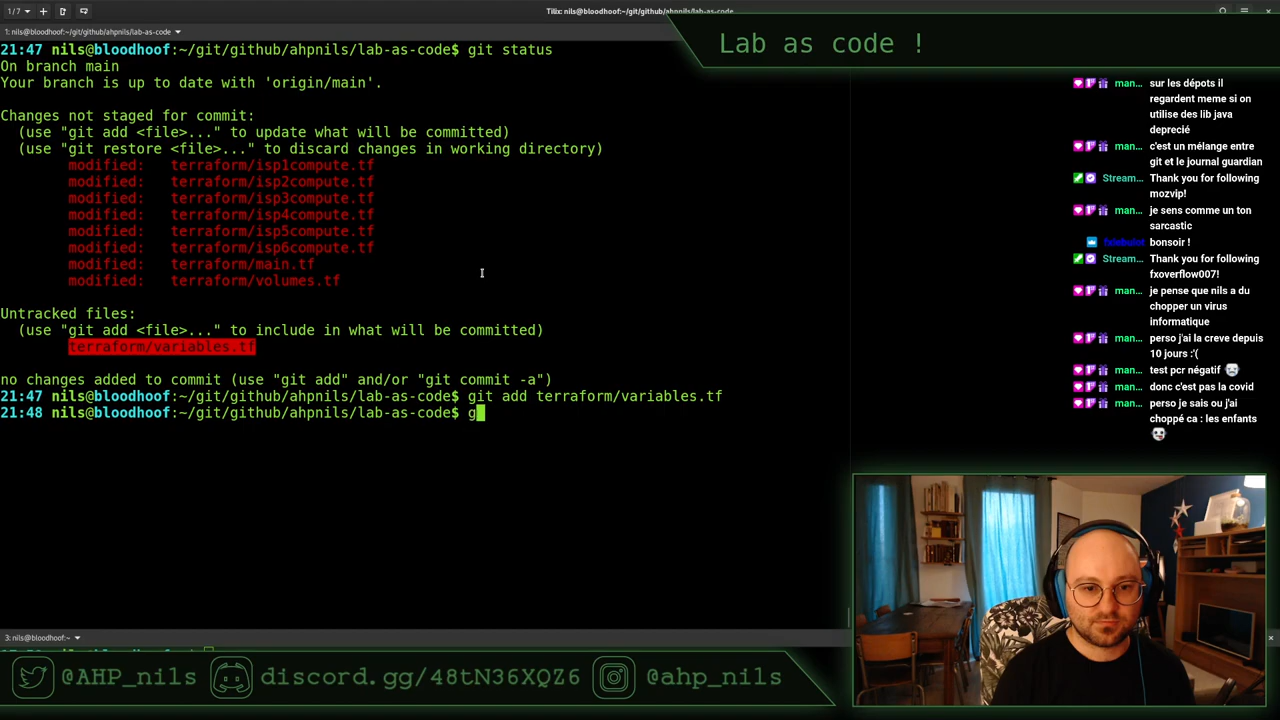 1/7
Tilix: nils@bloodhoof:~/git/github/ahpnils/lab-as-code
1: nils@bloodhoof:~/git/github/ahpnils/lab-as-code
Lab as code !
21:47 nils@bloodhoof:~/git/github/ahpnils/lab-as-code$ git status
On branch main
Your branch is up to date with 'origin/main'.
Changes not staged for commit:
(use "git add <file>..." to update what will be committed)
(use "git restore <file>..." to discard changes in working directory)
modified: terraform/isp1compute.tf
modified: terraform/isp2compute.tf
modified: terraform/isp3compute.tf
modified: terraform/isp4compute.tf
modified: terraform/isp5compute.tf
modified: terraform/isp6compute.tf
modified: terraform/main.tf
modified: terraform/volumes.tf
Untracked files:
(use "git add <file>..." to include in what will be committed)
terraform/variables.tf
no changes added to commit (use "git add" and/or "git commit -a")
21:47 nils@bloodhoof:~/git/github/ahpnils/lab-as-code$ git add terraform/variables.tf
21:48 nils@bloodhoof:~/git/github/ahpnils/lab-as-code$ g
man... sur les dépots il
regardent meme si on
utilise des lib java
deprecié
man... c'est un mélange entre
git et le journal guardian
Stream... Thank you for following
mozvip!
man... je sens comme un ton
sarcastic
bonsoir !
Stream... Thank you for following
fxoverflow007!
man... je pense que nils a du
chopper un virus
informatique
man... perso j'ai la creve depuis
10 jours :'(
man... test pcr négatif
man... donc c'est pas la covid
man... perso je sais ou j'ai
choppé ca : les enfants
3: nils@bloodhoof:~
@AHP_nils
discord.gg/48tN36XQZ6
@ahp_nils